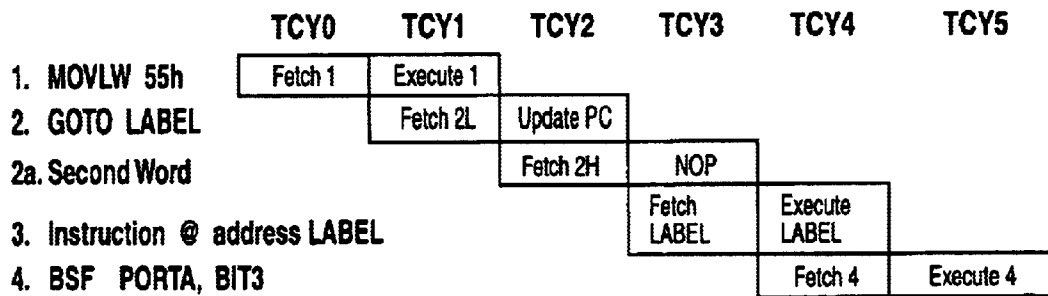 TCY0 TCY1 TCY2 TCY3 TCY4 TCY5
1. MOVLW 55h Fetch 1 Execute 1
2. GOTO LABEL Fetch 2L Update PC
2a. Second Word Fetch 2H NOP
3. Instruction @ address LABEL Fetch LABEL Execute LABEL
4. BSF PORTA, BIT3 Fetch 4 Execute 4